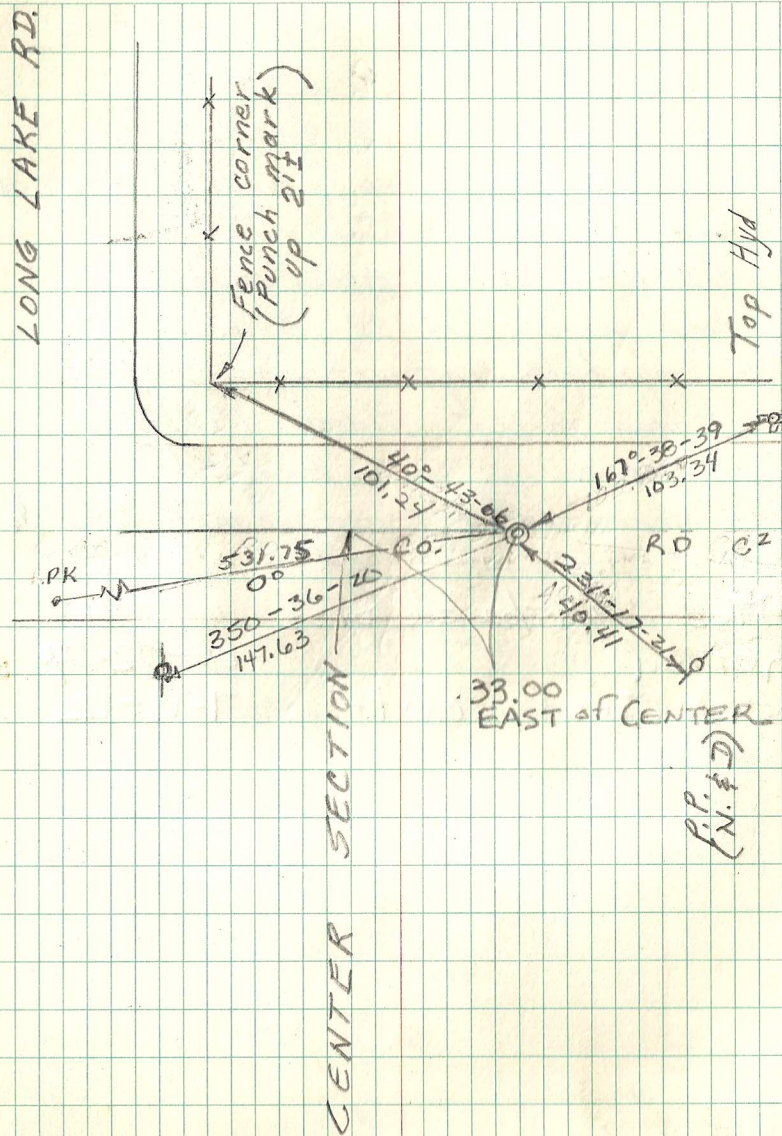 LONG LAKE RD.
Fence corner
(Punch mark
up 2'±)
Top Hyd
40°-43-06
101.24
167°-38-39
103.34
531.75
CO.
RD
0°
PK
350-36-20
147.63
40.41
33.00
EAST of CENTER
CENTER SECTION
P.P.
(N. & D)